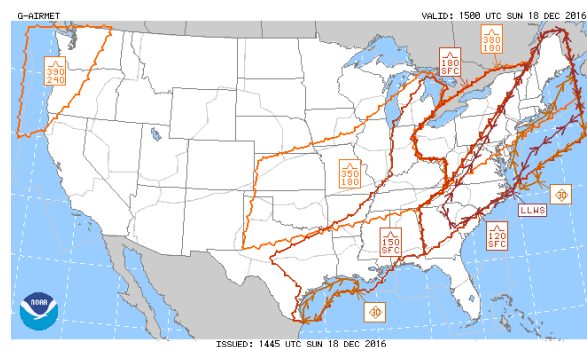 G-AIRMET
VALID: 1500 UTC SUN 18 DEC 2016
390
240
180
SFC
380
180
350
180
150
SFC
120
SFC
LLWS
30
30
NOAA
ISSUED: 1445 UTC SUN 18 DEC 2016